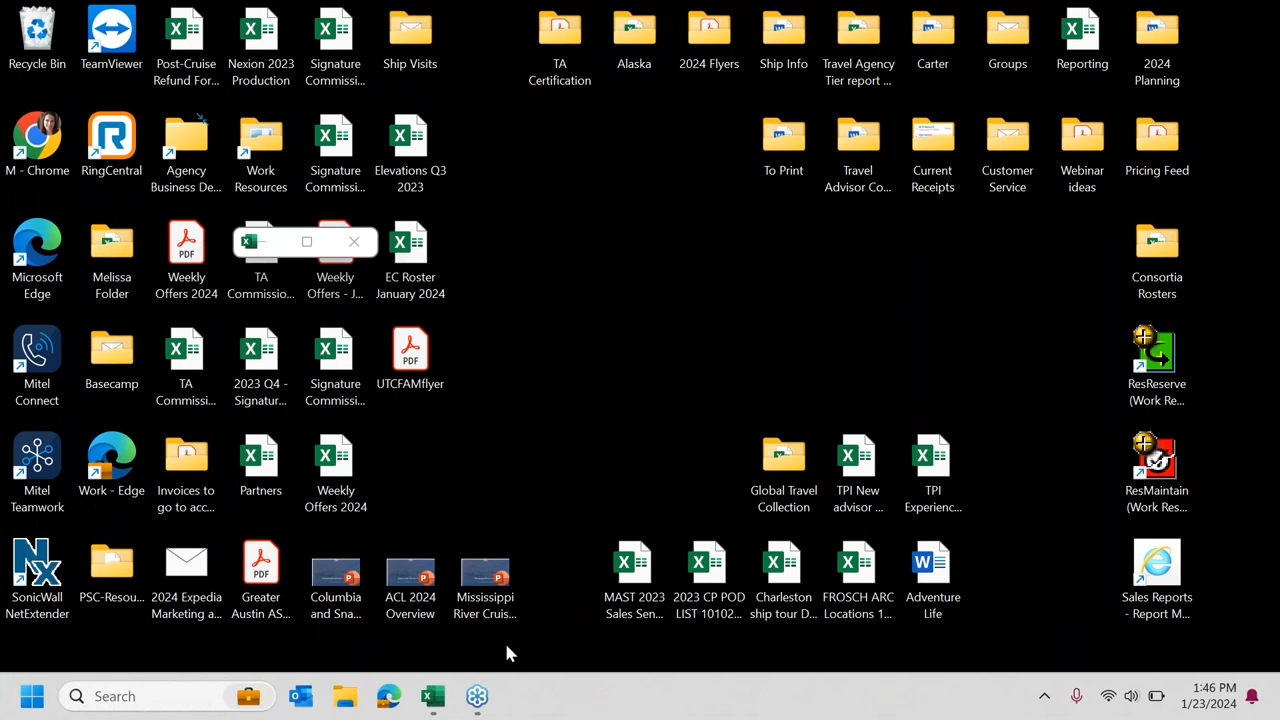 Recycle Bin
TeamViewer
Post-Cruise
Refund For...
Nexion 2023
Production
Signature
Commissi...
Ship Visits
TA
Certification
Alaska
2024 Flyers
Ship Info
Travel Agency
Tier report ...
Carter
Groups
Reporting
2024
Planning
M - Chrome
RingCentral
Agency
Business De...
Work
Resources
Signature
Commissi...
Elevations Q3
2023
To Print
Travel
Advisor Co...
Current
Receipts
Customer
Service
Webinar
ideas
Pricing Feed
Microsoft
Edge
Melissa
Folder
PDF
Weekly
Offers 2024
TA
Commissio...
Weekly
Offers - J...
EC Roster
January 2024
Consortia
Rosters
Mitel
Connect
Basecamp
TA
Commissi...
2023 Q4 -
Signatur...
Signature
Commissi...
PDF
UTCFAMflyer
ResReserve
(Work Re...
Mitel
Teamwork
Work - Edge
Invoices to
go to acc...
Partners
Weekly
Offers 2024
Global Travel
Collection
TPI New
advisor ...
TPI
Experienc...
ResMaintain
(Work Res...
SonicWall
NetExtender
PSC-Resou...
2024 Expedia
Marketing a...
PDF
Greater
Austin AS...
Columbia
and Sna...
ACL 2024
Overview
Mississippi
River Cruis...
MAST 2023
Sales Sen...
2023 CP POD
LIST 10102...
Charleston
ship tour D...
FROSCH ARC
Locations 1...
Adventure
Life
Sales Reports
- Report M...
Search
1:46 PM
1/23/2024